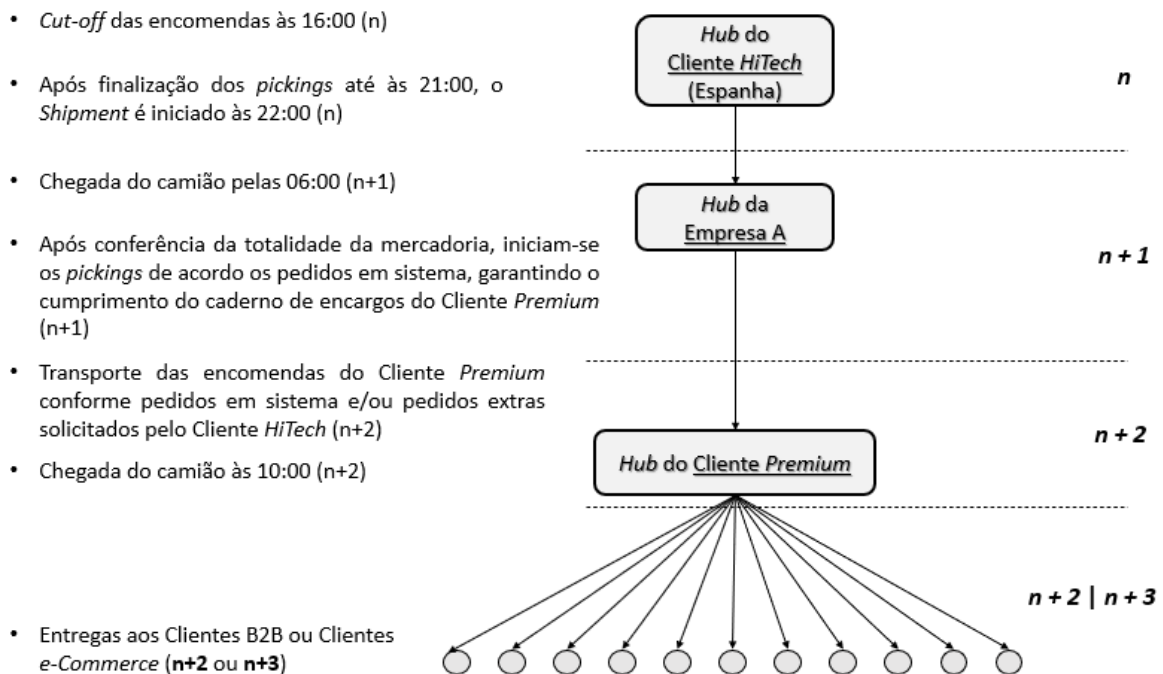 • Cut-off das encomendas às 16:00 (n)
Hub do
Cliente HiTech
(Espanha)
n
• Após finalização dos pickings até às 21:00, o
Shipment é iniciado às 22:00 (n)
• Chegada do camião pelas 06:00 (n+1)
Hub da
Empresa A
n + 1
• Após conferência da totalidade da mercadoria, iniciam-se
os pickings de acordo os pedidos em sistema, garantindo o
cumprimento do caderno de encargos do Cliente Premium
(n+1)
• Transporte das encomendas do Cliente Premium
conforme pedidos em sistema e/ou pedidos extras
solicitados pelo Cliente HiTech (n+2)
n + 2
• Chegada do camião às 10:00 (n+2)
Hub do Cliente Premium
n + 2 | n + 3
• Entregas aos Clientes B2B ou Clientes
e-Commerce (n+2 ou n+3)